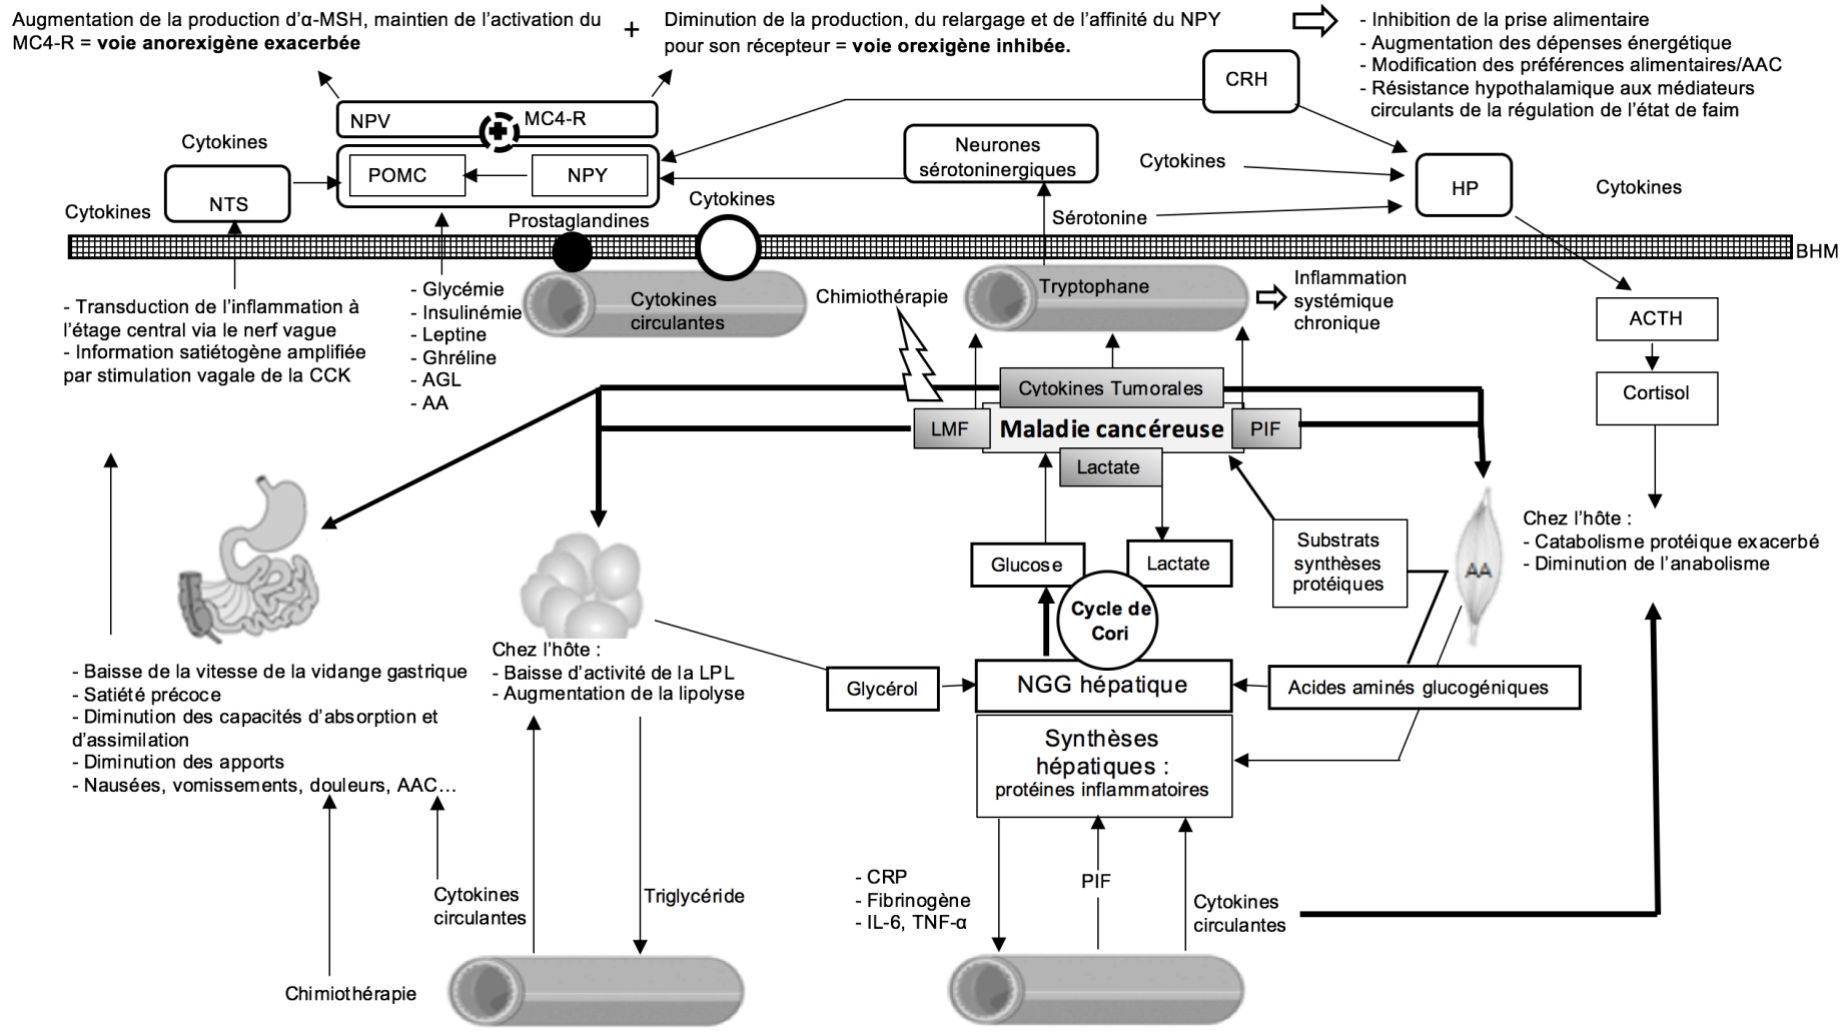 Augmentation de la production d'α-MSH, maintien de l'activation du
MC4-R = voie anorexigène exacerbée
+
Diminution de la production, du relargage et de l'affinité du NPY
pour son récepteur = voie orexigène inhibée.
- Inhibition de la prise alimentaire
- Augmentation des dépenses énergétique
- Modification des préférences alimentaires/AAC
- Résistance hypothalamique aux médiateurs
circulants de la régulation de l'état de faim
CRH
NPV
MC4-R
Cytokines
POMC
NPY
Neurones
sérotoninergiques
Cytokines
HP
Cytokines
NTS
Cytokines
Cytokines
Prostaglandines
Sérotonine
BHM
- Transduction de l'inflammation à
l'étage central via le nerf vague
- Information satiétogène amplifiée
par stimulation vagale de la CCK
- Glycémie
- Insulinémie
- Leptine
- Ghréline
- AGL
- AA
Cytokines
circulantes
Chimiothérapie
Tryptophane
Inflammation
systémique
chronique
ACTH
Cortisol
Cytokines Tumorales
LMF
Maladie cancéreuse
PIF
Lactate
Glucose
Lactate
Cycle de
Cori
Substrats
synthèses
protéiques
AA
Chez l'hôte :
- Catabolisme protéique exacerbé
- Diminution de l'anabolisme
- Baisse de la vitesse de la vidange gastrique
- Satiété précoce
- Diminution des capacités d'absorption et
d'assimilation
- Diminution des apports
- Nausées, vomissements, douleurs, AAC…
Chez l'hôte :
- Baisse d'activité de la LPL
- Augmentation de la lipolyse
Glycérol
NGG hépatique
Acides aminés glucogéniques
Synthèses
hépatiques :
protéines inflammatoires
Cytokines
circulantes
Triglycéride
- CRP
- Fibrinogène
- IL-6, TNF-α
PIF
Cytokines
circulantes
Chimiothérapie